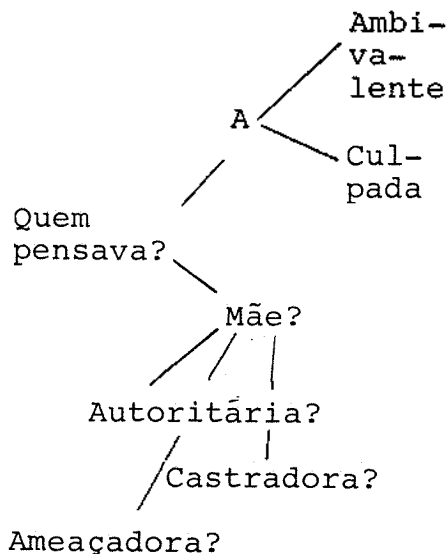 Ambi-
va-
lente
A
Cul-
pada
Quem
pensava?
Mãe?
Autoritária?
Castradora?
Ameaçadora?